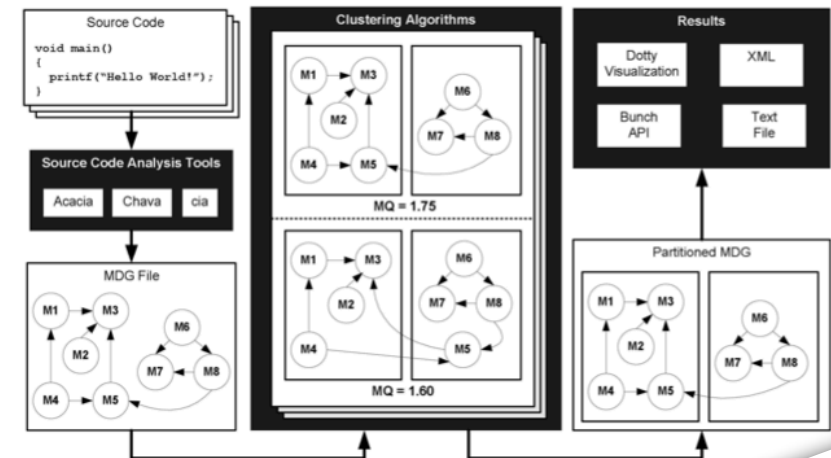 Source Code
void main()
{
printf("Hello World!");
}
Source Code Analysis Tools
Acacia
Chava
cia
MDG File
M1
M3
M2
M6
M7
M8
M4
M5
Clustering Algorithms
M1
M3
M2
M4
M5
M6
M7
M8
MQ = 1.75
M1
M3
M2
M4
M6
M7
M8
M5
MQ = 1.60
Results
Dotty
Visualization
XML
Bunch
API
Text
File
Partitioned MDG
M1
M3
M2
M4
M5
M6
M7
M8